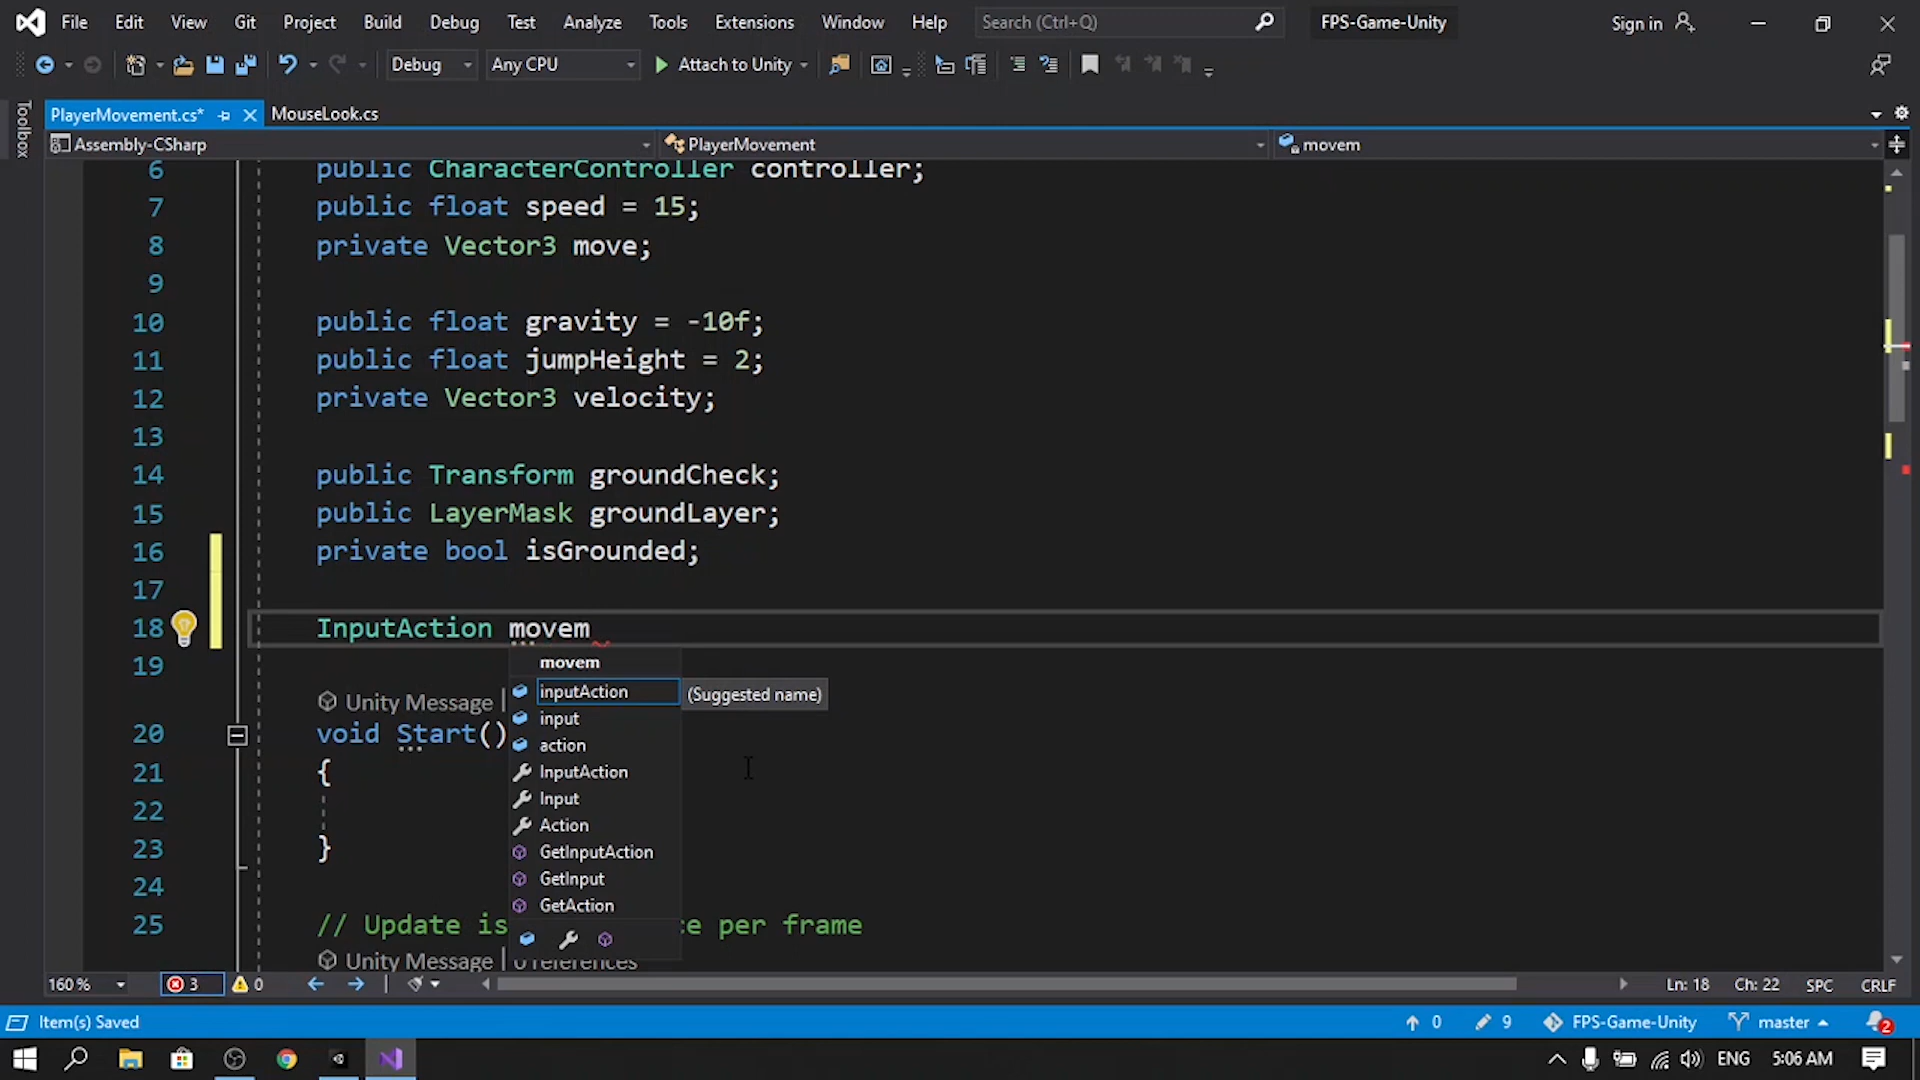 File Edit View Git Project Build Debug Test Analyze Tools Extensions Window Help Search (Ctrl+Q) FPS-Game-Unity Sign in
Debug Any CPU Attach to Unity
Toolbox
PlayerMovement.cs* MouseLook.cs
Assembly-CSharp PlayerMovement movem
6 public CharacterController controller;
7 public float speed = 15;
8 private Vector3 move;
9
10 public float gravity = -10f;
11 public float jumpHeight = 2;
12 private Vector3 velocity;
13
14 public Transform groundCheck;
15 public LayerMask groundLayer;
16 private bool isGrounded;
17
18 InputAction movem
19
movem
inputAction (Suggested name)
input
action
InputAction
Input
Action
GetInputAction
GetInput
GetAction
Unity Message |
20 void Start()
21 {
22
23 }
24
25 // Update is ce per frame
Unity Message | 0 references
160 % 3 0 Ln: 18 Ch: 22 SPC CRLF
Item(s) Saved 0 9 FPS-Game-Unity master 2
ENG 5:06 AM